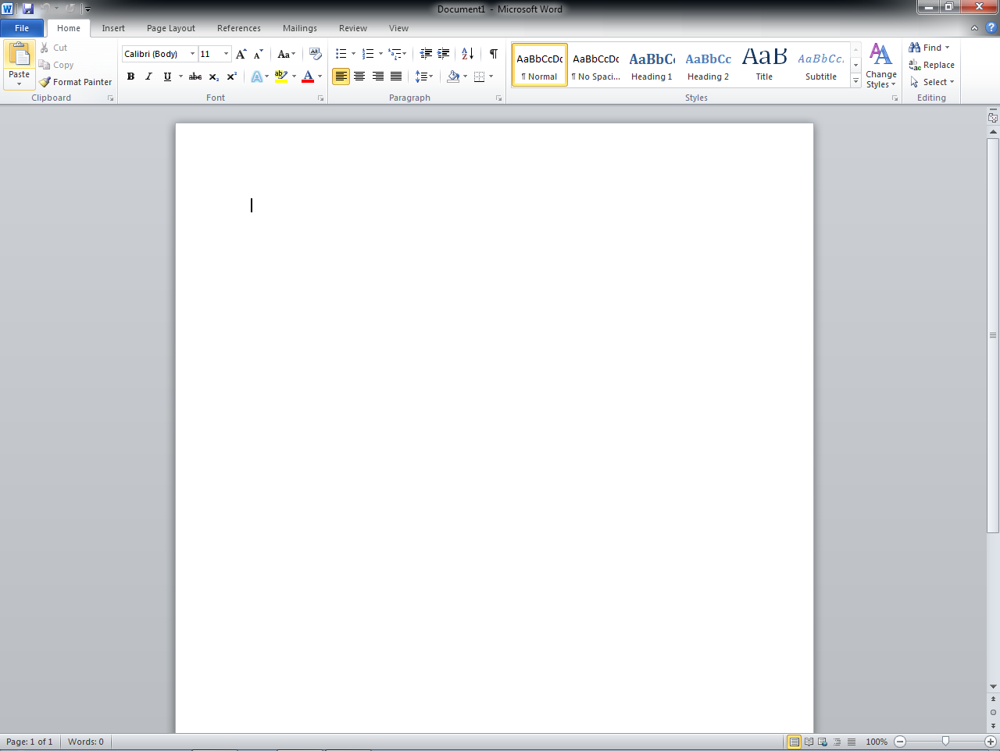 Document1 - Microsoft Word
File Home Insert Page Layout References Mailings Review View
Paste
Cut
Copy
Format Painter
Clipboard
Calibri (Body) 11
B I U abc x₂ x²
Aa
A
Font
Paragraph
AaBbCcDc AaBbCcDc AaBbCc AaBbCc AaB AaBbCc.
¶ Normal ¶ No Spaci... Heading 1 Heading 2 Title Subtitle
Change
Styles
Styles
Find
Replace
Select
Editing
Page: 1 of 1 Words: 0 100%